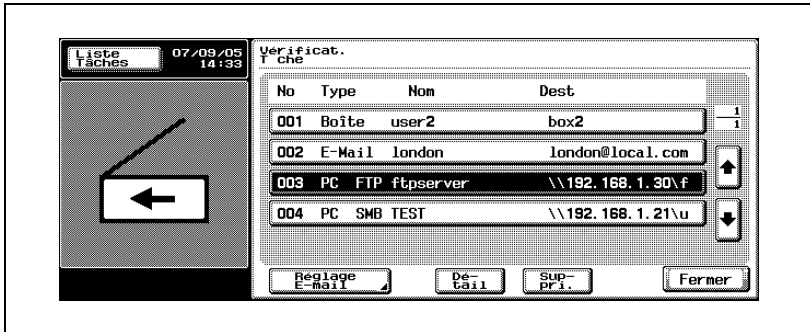 Liste
Tâches
07/09/05
14:33
Vérificat.
T che
No Type Nom Dest
001 Boîte user2 box2
1
1
002 E-Mail london london@local.com
003 PC FTP ftpserver \\192.168.1.30\f
004 PC SMB TEST \\192.168.1.21\u
Réglage
E-mail
Dé-
tail
Sup-
pri.
Fermer